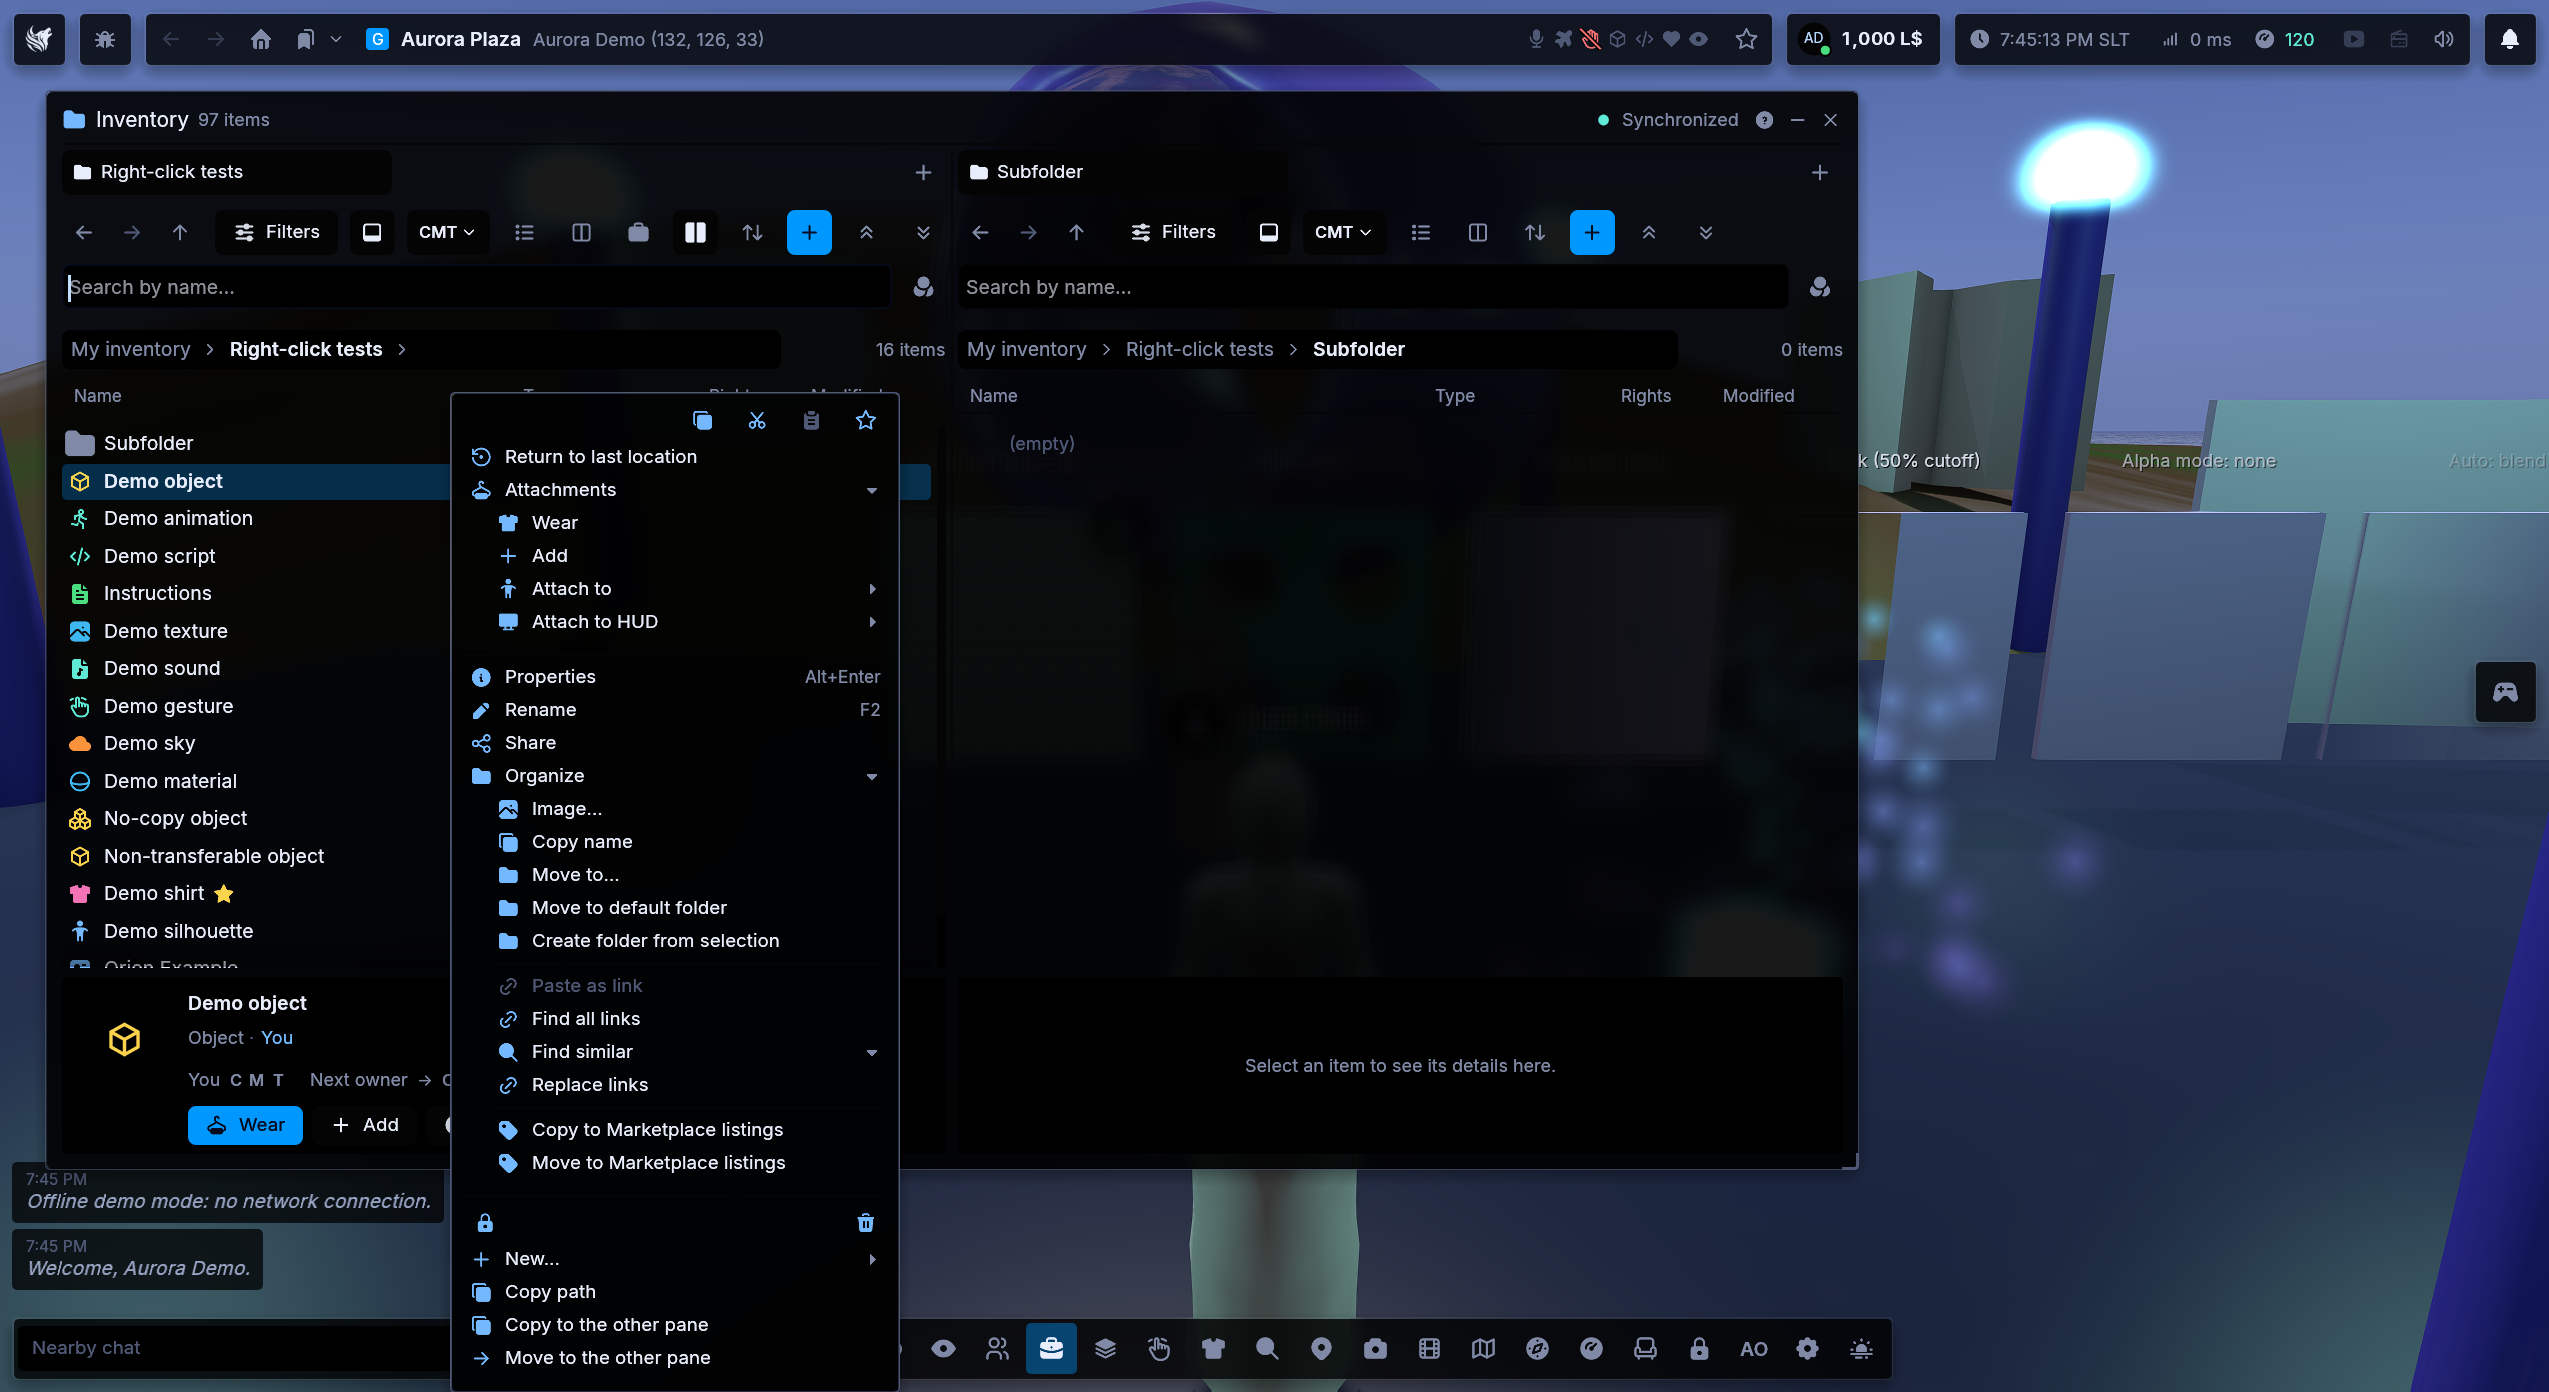 G Aurora Plaza Aurora Demo (132, 126, 33)
AD 1,000 L$
7:45:13 PM SLT 0 ms 120
Inventory 97 items
Synchronized
Right-click tests
Subfolder
Filters CMT
Filters CMT
Search by name...
Search by name...
My inventory > Right-click tests >
16 items
My inventory > Right-click tests > Subfolder
0 items
Name
Name Type Rights Modified
Subfolder
(empty)
Demo object
Demo animation
Demo script
Instructions
Demo texture
Demo sound
Demo gesture
Demo sky
Demo material
No-copy object
Non-transferable object
Demo shirt
Demo silhouette
Orion Example
Demo object
Object · You
You C M T Next owner →
Wear
Add
Return to last location
Attachments
Wear
Add
Attach to
Attach to HUD
Properties Alt+Enter
Rename F2
Share
Organize
Image...
Copy name
Move to...
Move to default folder
Create folder from selection
Paste as link
Find all links
Find similar
Replace links
Copy to Marketplace listings
Move to Marketplace listings
New...
Copy path
Copy to the other pane
Move to the other pane
Select an item to see its details here.
k (50% cutoff)
Alpha mode: none
Auto: blend
7:45 PM
Offline demo mode: no network connection.
7:45 PM
Welcome, Aurora Demo.
Nearby chat
AO